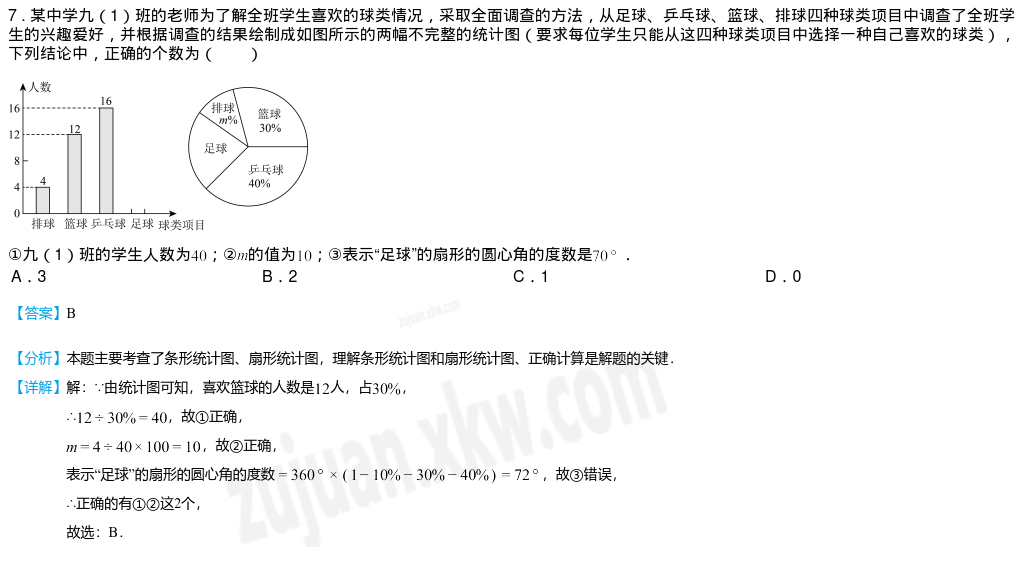 7．某中学九（1）班的老师为了解全班学生喜欢的球类情况，采取全面调查的方法，从足球、乒乓球、篮球、排球四种球类项目中调查了全班学
生的兴趣爱好，并根据调查的结果绘制成如图所示的两幅不完整的统计图（要求每位学生只能从这四种球类项目中选择一种自己喜欢的球类），
下列结论中，正确的个数为（　　）
人数
16
12
8
4
0
4
12
16
排球 篮球 乒乓球 足球 球类项目
排球
m%
篮球
30%
足球
乒乓球
40%
①九（1）班的学生人数为40；②m的值为10；③表示“足球”的扇形的圆心角的度数是70°．
A．3 B．2 C．1 D．0
【答案】B
【分析】本题主要考查了条形统计图、扇形统计图，理解条形统计图和扇形统计图、正确计算是解题的关键．
【详解】解：∵由统计图可知，喜欢篮球的人数是12人，占30%，
∴12÷30%=40，故①正确，
m=4÷40×100=10，故②正确，
表示“足球”的扇形的圆心角的度数=360°×(1−10%−30%−40%)=72°，故③错误，
∴正确的有①②这2个，
故选：B．
zujuan.xkw.com
zujuan.xkw.com